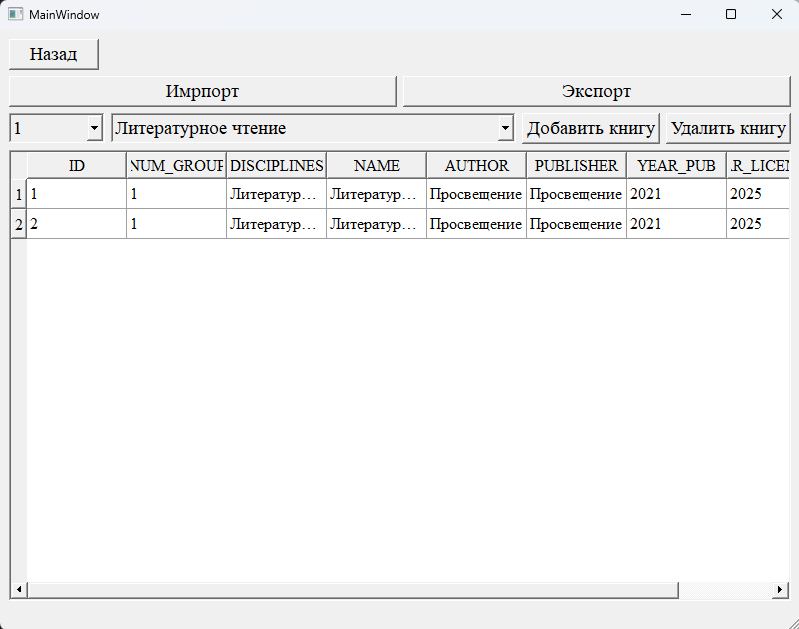 MainWindow
Назад
Имрпорт Экспорт
1 Литературное чтение Добавить книгу Удалить книгу
ID NUM_GROUP DISCIPLINES NAME AUTHOR PUBLISHER YEAR_PUB .R_LICEN
1 1 1 Литератур… Литератур… Просвещение Просвещение 2021 2025
2 2 1 Литератур… Литератур… Просвещение Просвещение 2021 2025